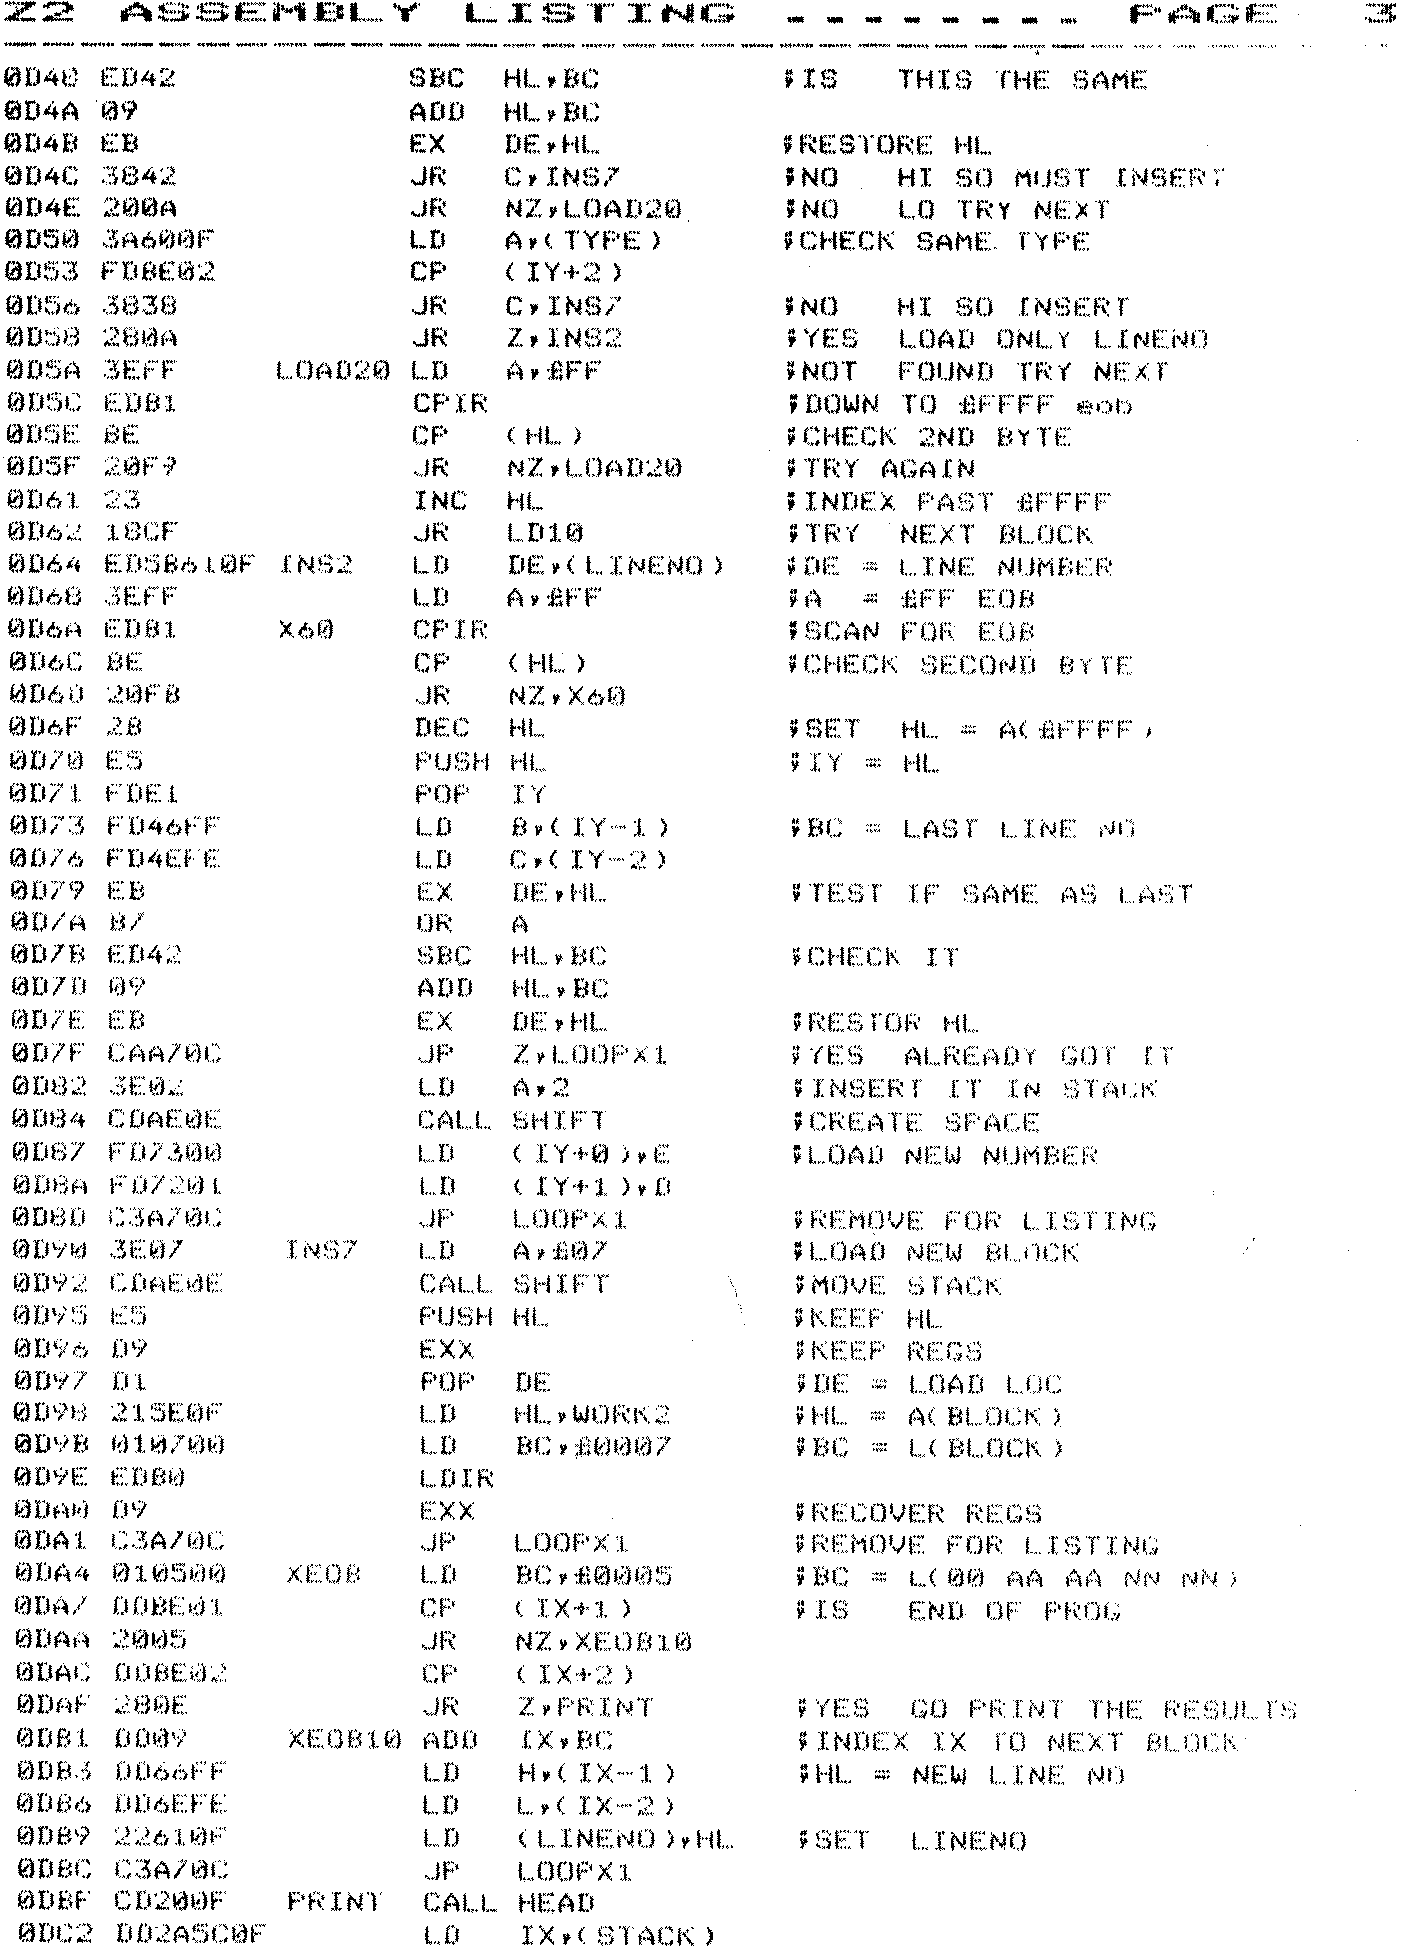 Z2 ASSEMBLY LISTING - - - - - - - - PAGE 3
0D48 ED42 SBC HL,BC ;IS THIS THE SAME
0D4A 09 ADD HL,BC
0D4B EB EX DE,HL ;RESTORE HL
0D4C 3842 JR C,INS7 ;NO HI SO MUST INSERT
0D4E 200A JR NZ,LOAD20 ;NO LO TRY NEXT
0D50 3A600F LD A,(TYPE) ;CHECK SAME TYPE
0D53 FDBE02 CP (IY+2)
0D56 3838 JR C,INS7 ;NO HI SO INSERT
0D58 280A JR Z,INS2 ;YES LOAD ONLY LINENO
0D5A 3EFF LOAD20 LD A,£FF ;NOT FOUND TRY NEXT
0D5C EDB1 CPIR ;DOWN TO £FFFF eob
0D5E BE CP (HL) ;CHECK 2ND BYTE
0D5F 20F9 JR NZ,LOAD20 ;TRY AGAIN
0D61 23 INC HL ;INDEX PAST £FFFF
0D62 18CF JR LD10 ;TRY NEXT BLOCK
0D64 ED5B610F INS2 LD DE,(LINENO) ;DE = LINE NUMBER
0D68 3EFF LD A,£FF ;A = £FF EOB
0D6A EDB1 X60 CPIR ;SCAN FOR EOB
0D6C BE CP (HL) ;CHECK SECOND BYTE
0D6D 20FB JR NZ,X60
0D6F 2B DEC HL ;SET HL = A(£FFFF)
0D70 E5 PUSH HL ;IY = HL
0D71 FDE1 POP IY
0D73 FD46FF LD B,(IY-1) ;BC = LAST LINE NO
0D76 FD4EFE LD C,(IY-2)
0D79 EB EX DE,HL ;TEST IF SAME AS LAST
0D7A B7 OR A
0D7B ED42 SBC HL,BC ;CHECK IT
0D7D 09 ADD HL,BC
0D7E EB EX DE,HL ;RESTOR HL
0D7F CAA70C JP Z,LOOPX1 ;YES ALREADY GOT IT
0D82 3E02 LD A,2 ;INSERT IT IN STACK
0D84 CDAE0E CALL SHIFT ;CREATE SPACE
0D87 FD7300 LD (IY+0),E ;LOAD NEW NUMBER
0D8A FD7201 LD (IY+1),D
0D8D C3A70C JP LOOPX1 ;REMOVE FOR LISTING
0D90 3E07 INS7 LD A,£07 ;LOAD NEW BLOCK
0D92 CDAE0E CALL SHIFT ;MOVE STACK
0D95 E5 PUSH HL ;KEEP HL
0D96 D9 EXX ;KEEP REGS
0D97 D1 POP DE ;DE = LOAD LOC
0D98 215E0F LD HL,WORK2 ;HL = A(BLOCK)
0D9B 010700 LD BC,£0007 ;BC = L(BLOCK)
0D9E EDB0 LDIR
0DA0 D9 EXX ;RECOVER REGS
0DA1 C3A70C JP LOOPX1 ;REMOVE FOR LISTING
0DA4 010500 XEOB LD BC,£0005 ;BC = L(00 AA AA NN NN)
0DA7 DDBE01 CP (IX+1) ;IS END OF PROG
0DAA 2005 JR NZ,XEOB10
0DAC DDBE02 CP (IX+2)
0DAF 280E JR Z,PRINT ;YES GO PRINT THE RESULTS
0DB1 DD09 XEOB10 ADD IX,BC ;INDEX IX TO NEXT BLOCK
0DB3 DD66FF LD H,(IX-1) ;HL = NEW LINE NO
0DB6 DD6EFE LD L,(IX-2)
0DB9 22610F LD (LINENO),HL ;SET LINENO
0DBC C3A70C JP LOOPX1
0DBF CD200F PRINT CALL HEAD
0DC2 DD2A5C0F LD IX,(STACK)